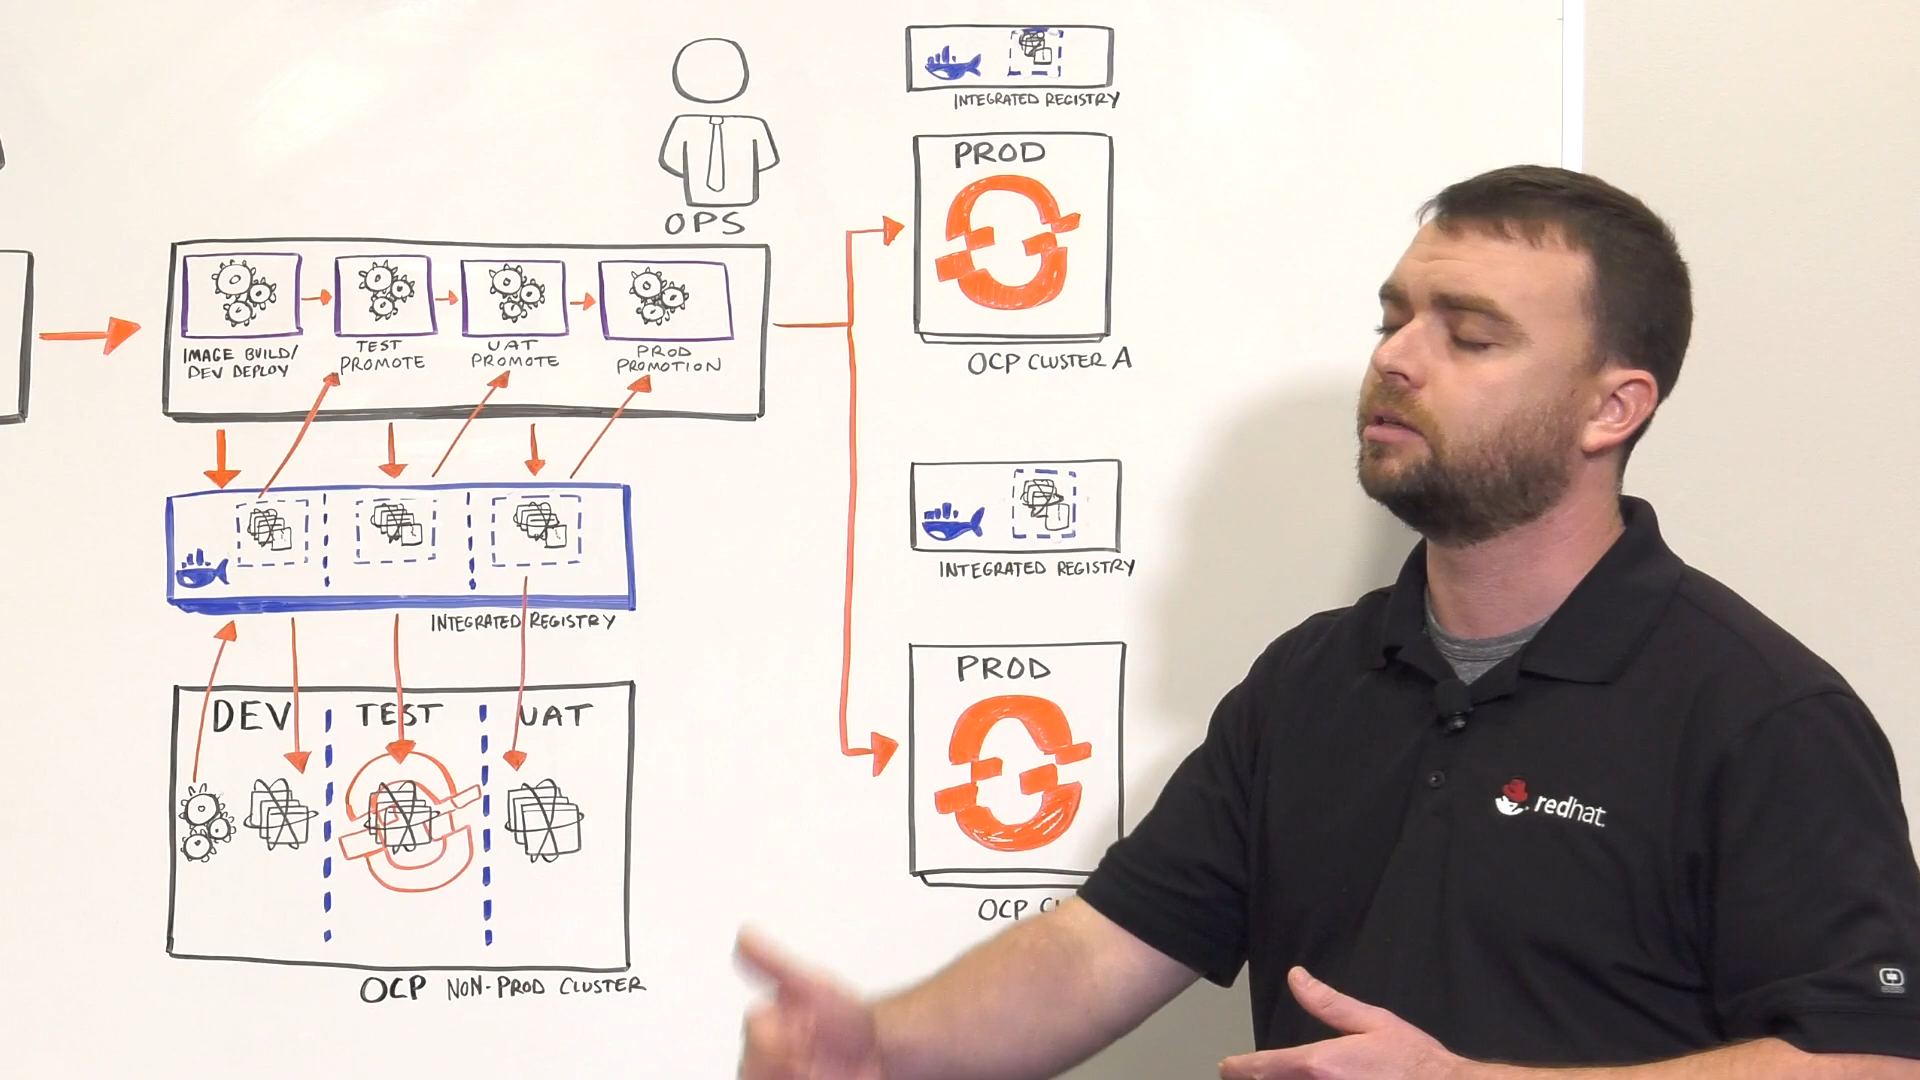 OPS
INTEGRATED REGISTRY
PROD
OCP CLUSTER A
IMAGE BUILD/
DEV DEPLOY
TEST
PROMOTE
UAT
PROMOTE
PROD
PROMOTION
INTEGRATED REGISTRY
INTEGRATED REGISTRY
DEV
TEST
UAT
PROD
OCP
OCP NON-PROD CLUSTER
redhat.